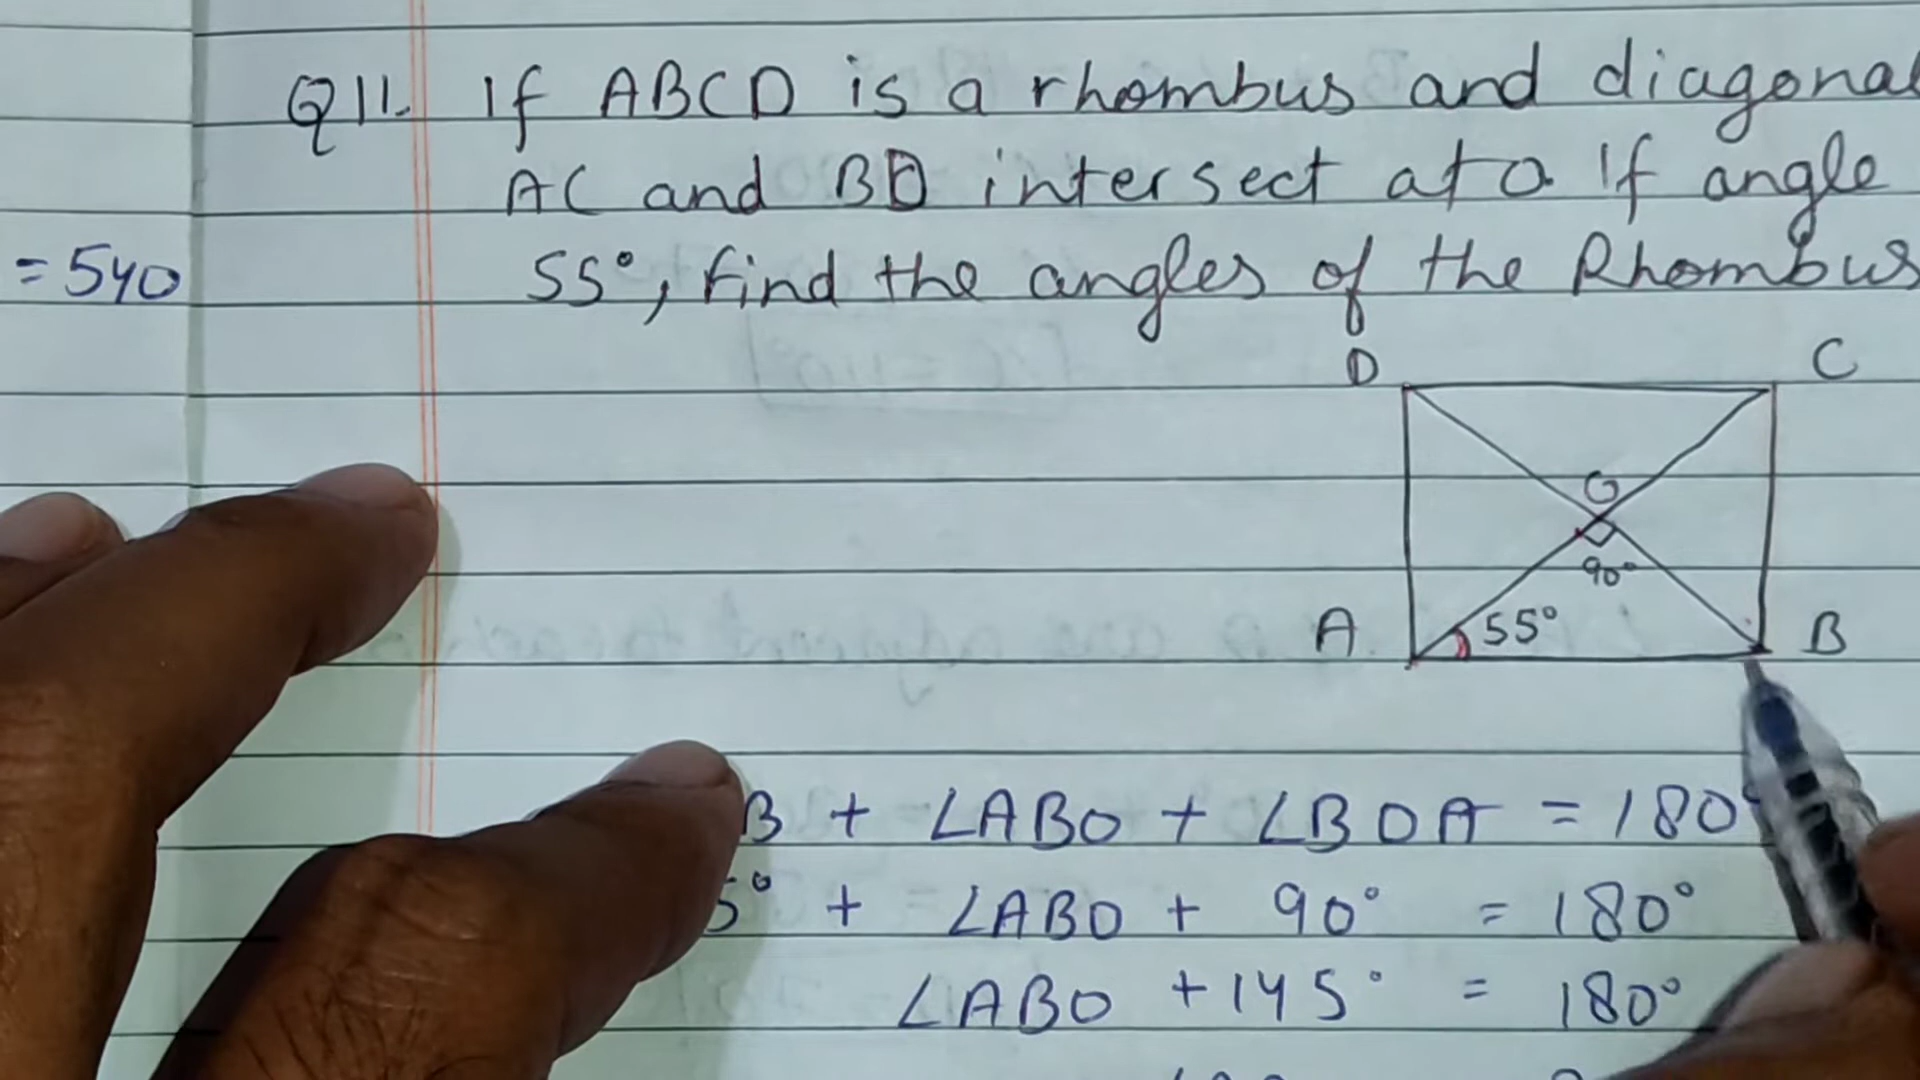 Q11. If ABCD is a rhombus and diagonal
AC and BD intersect at O. If angle
= 540
55°, find the angles of the Rhombus
D
C
O
90°
A
55°
B
B + ∠ABO + ∠BOA = 180°
5° + ∠ABO + 90° = 180°
∠ABO + 145° = 180°